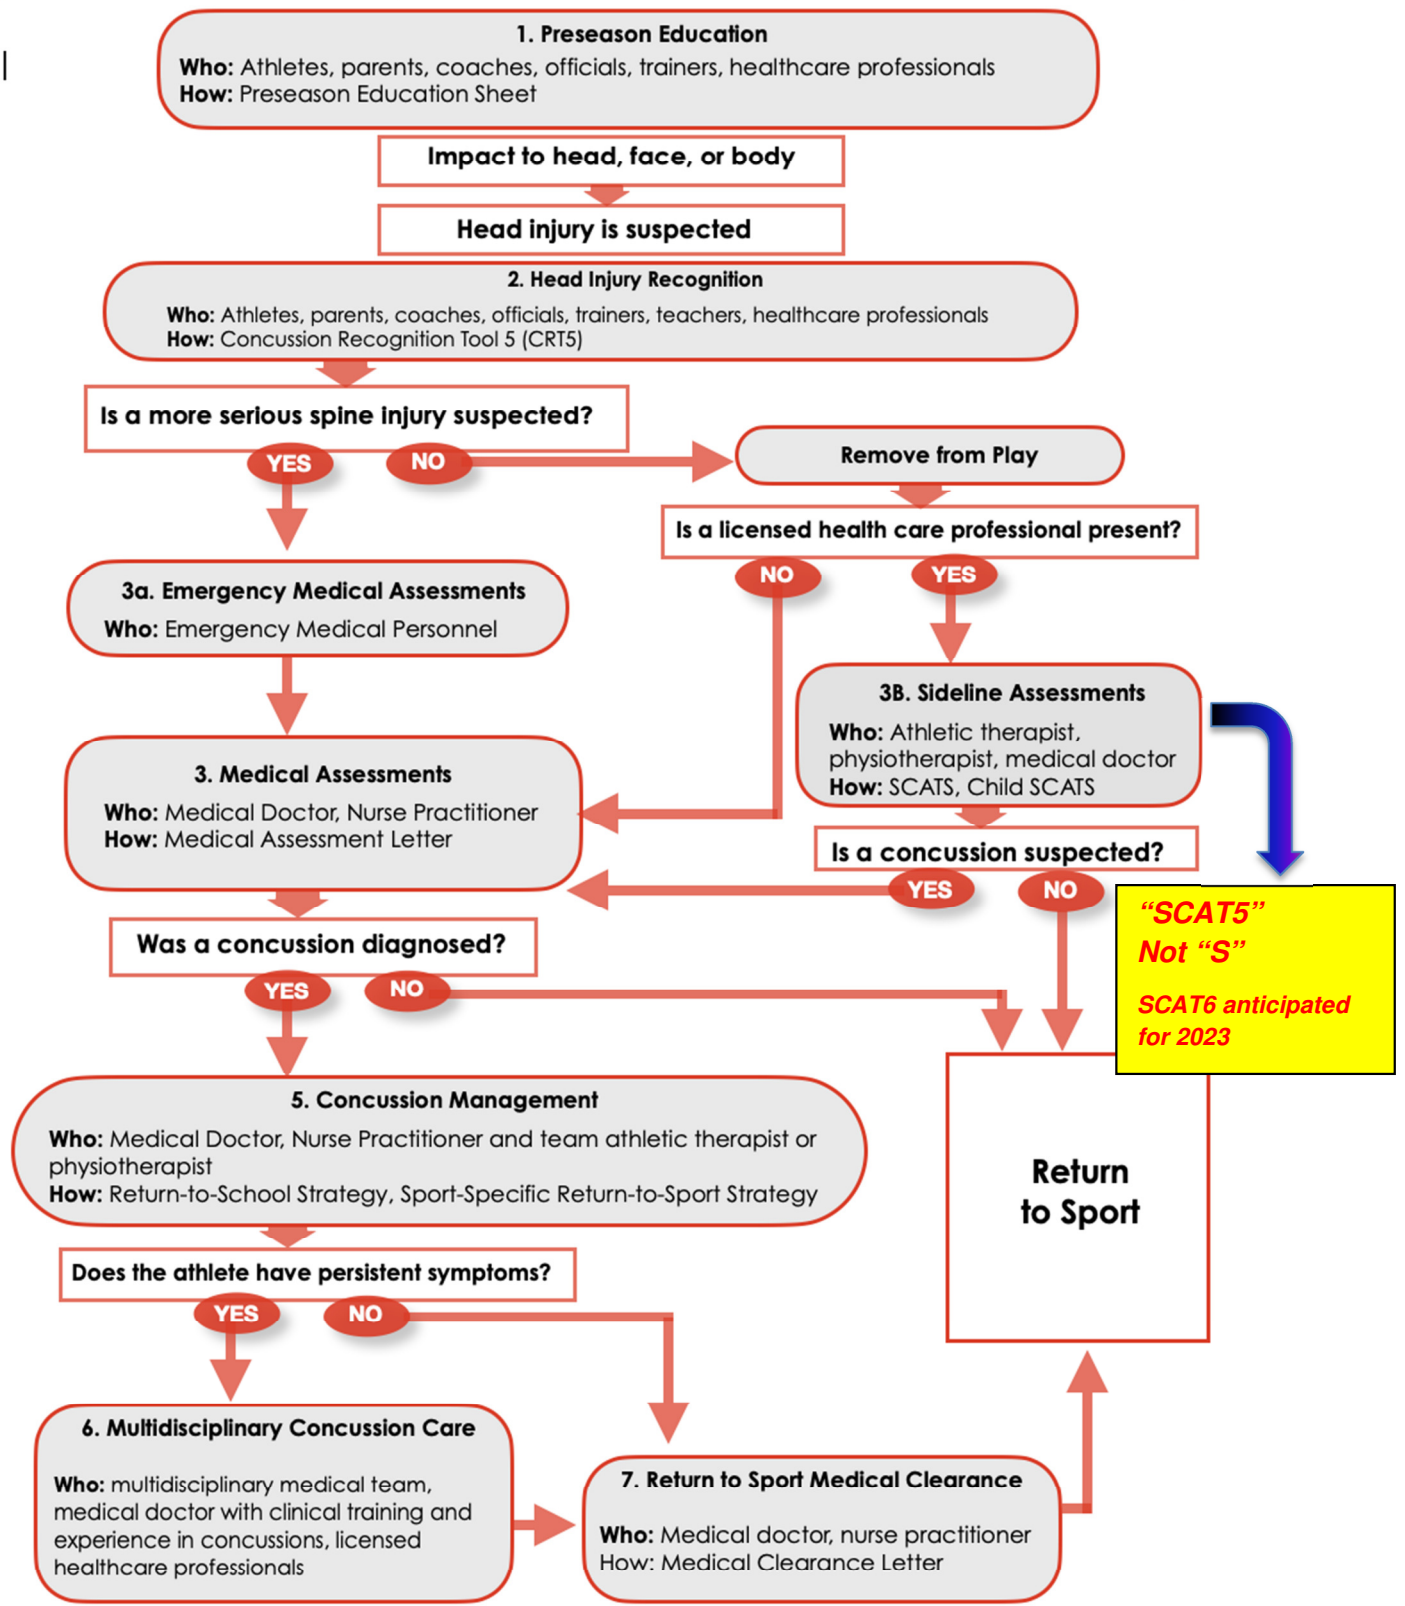 1. Preseason Education
Who: Athletes, parents, coaches, officials, trainers, healthcare professionals
How: Preseason Education Sheet
Impact to head, face, or body
Head injury is suspected
2. Head Injury Recognition
Who: Athletes, parents, coaches, officials, trainers, teachers, healthcare professionals
How: Concussion Recognition Tool 5 (CRT5)
Is a more serious spine injury suspected?
YES
NO
Remove from Play
Is a licensed health care professional present?
NO
YES
3a. Emergency Medical Assessments
Who: Emergency Medical Personnel
3B. Sideline Assessments
Who: Athletic therapist,
physiotherapist, medical doctor
How: SCATS, Child SCATS
3. Medical Assessments
Who: Medical Doctor, Nurse Practitioner
How: Medical Assessment Letter
Is a concussion suspected?
YES
NO
“SCAT5”
Not “S”
SCAT6 anticipated
for 2023
Was a concussion diagnosed?
YES
NO
5. Concussion Management
Who: Medical Doctor, Nurse Practitioner and team athletic therapist or
physiotherapist
How: Return-to-School Strategy, Sport-Specific Return-to-Sport Strategy
Return
to Sport
Does the athlete have persistent symptoms?
YES
NO
6. Multidisciplinary Concussion Care
Who: multidisciplinary medical team,
medical doctor with clinical training and
experience in concussions, licensed
healthcare professionals
7. Return to Sport Medical Clearance
Who: Medical doctor, nurse practitioner
How: Medical Clearance Letter